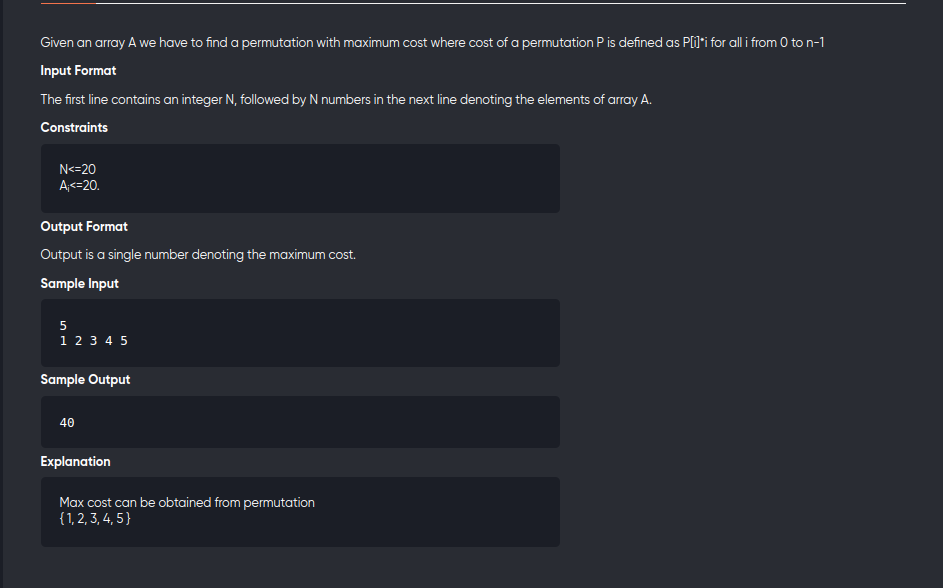 Given an array A we have to find a permutation with maximum cost where cost of a permutation P is defined as P[i]*i for all i from 0 to n-1
Input Format
The first line contains an integer N, followed by N numbers in the next line denoting the elements of array A.
Constraints
N<=20
Aᵢ<=20.
Output Format
Output is a single number denoting the maximum cost.
Sample Input
5
1 2 3 4 5
Sample Output
40
Explanation
Max cost can be obtained from permutation
{ 1, 2, 3, 4, 5 }